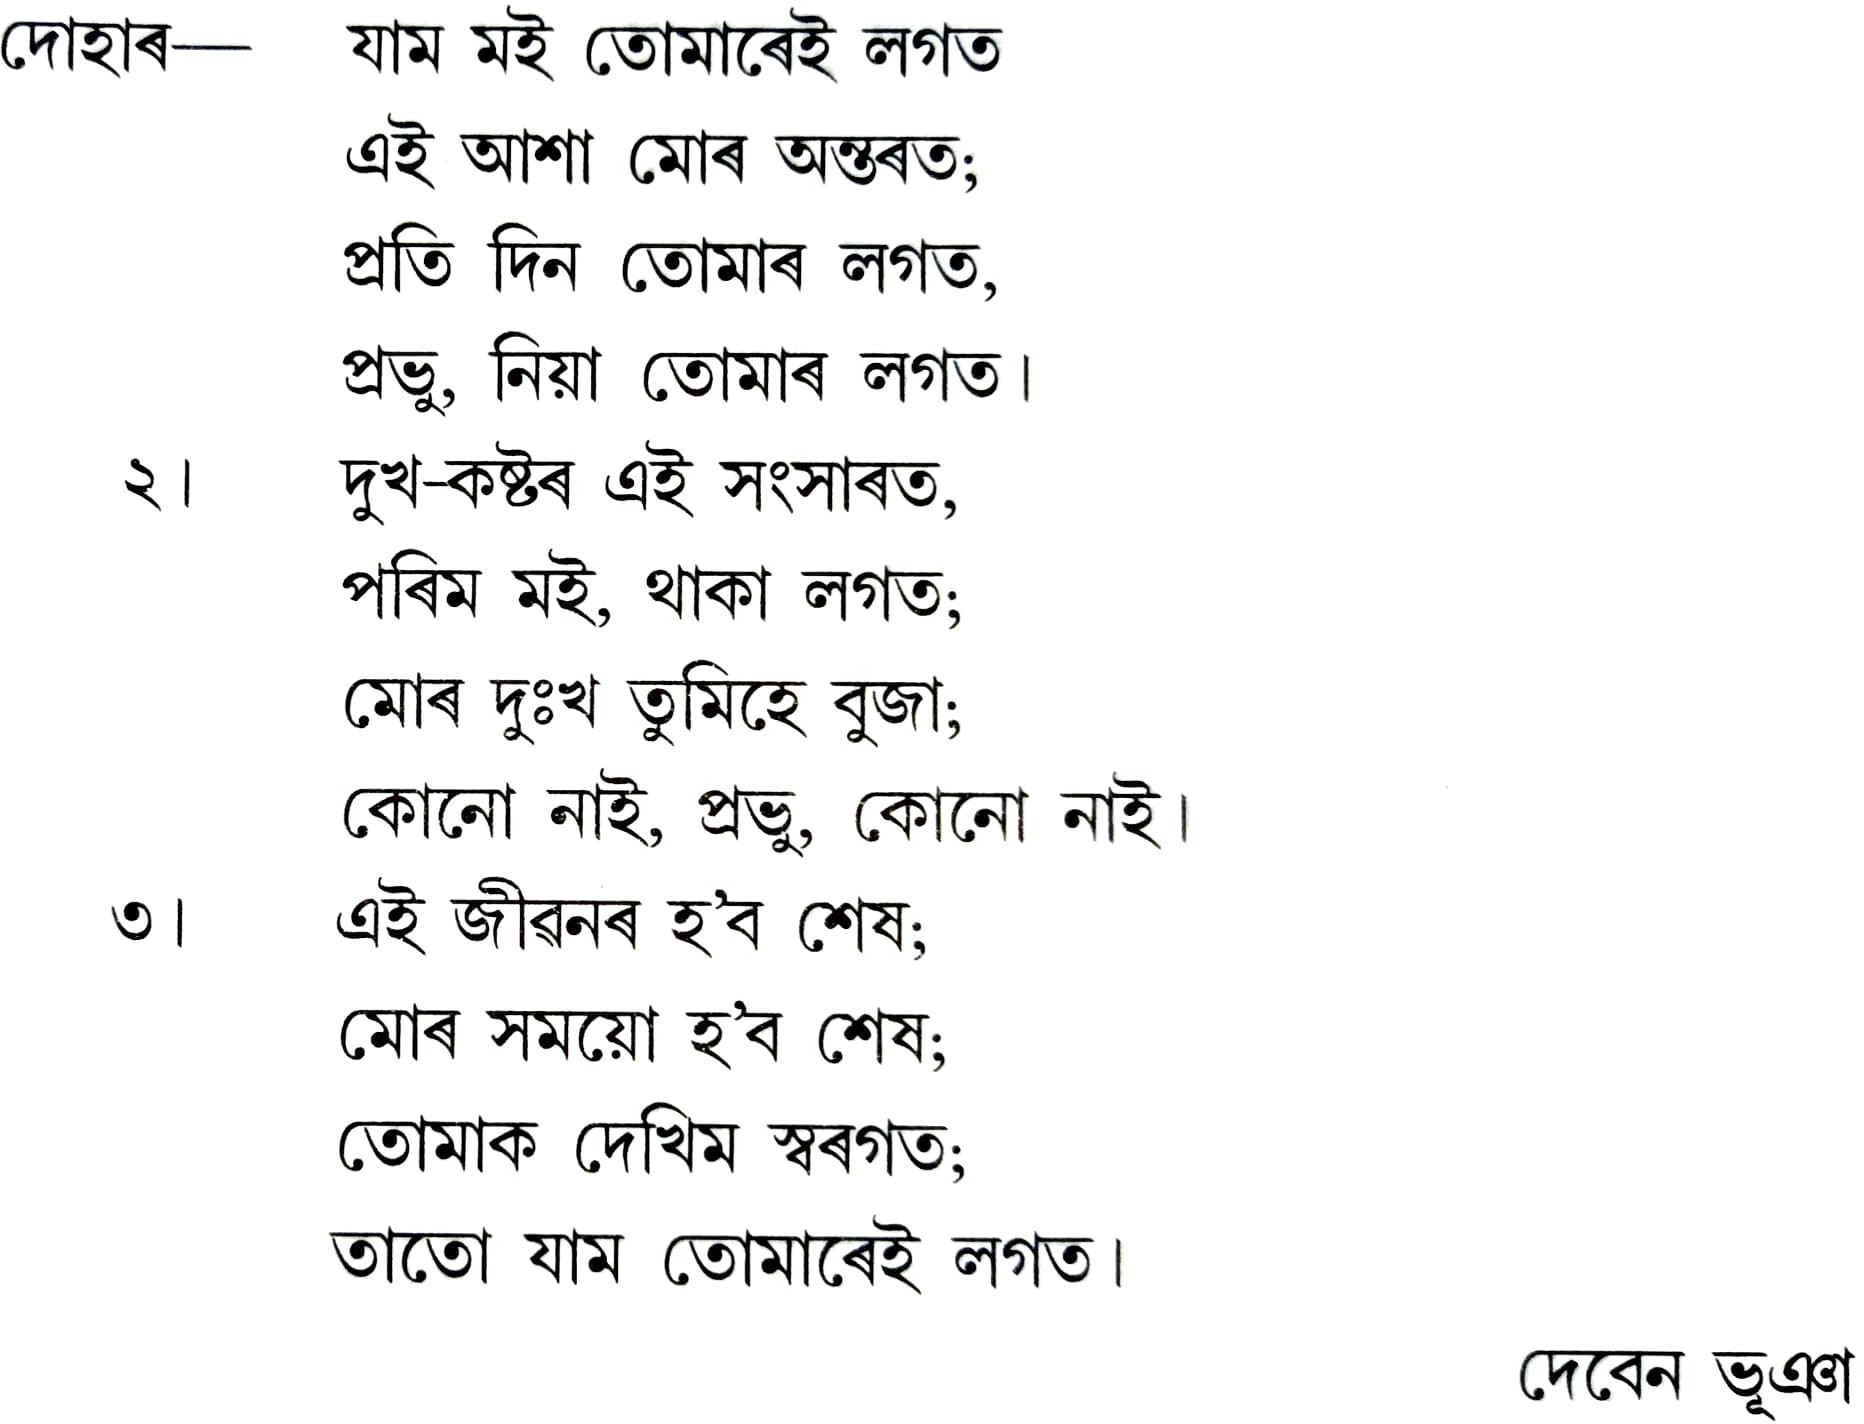 দোহাৰ— যাম মই তোমাৰেই লগত
এই আশা মোৰ অন্তৰত;
প্ৰতি দিন তোমাৰ লগত,
প্ৰভু, নিয়া তোমাৰ লগত।
২। দুখ-কষ্টৰ এই সংসাৰত,
পৰিম মই, থাকা লগত;
মোৰ দুঃখ তুমিহে বুজা;
কোনো নাই, প্ৰভু, কোনো নাই।
৩। এই জীৱনৰ হ’ব শেষ;
মোৰ সময়ো হ’ব শেষ;
তোমাক দেখিম স্বৰগত;
তাতো যাম তোমাৰেই লগত।
দেবেন ভূঞা